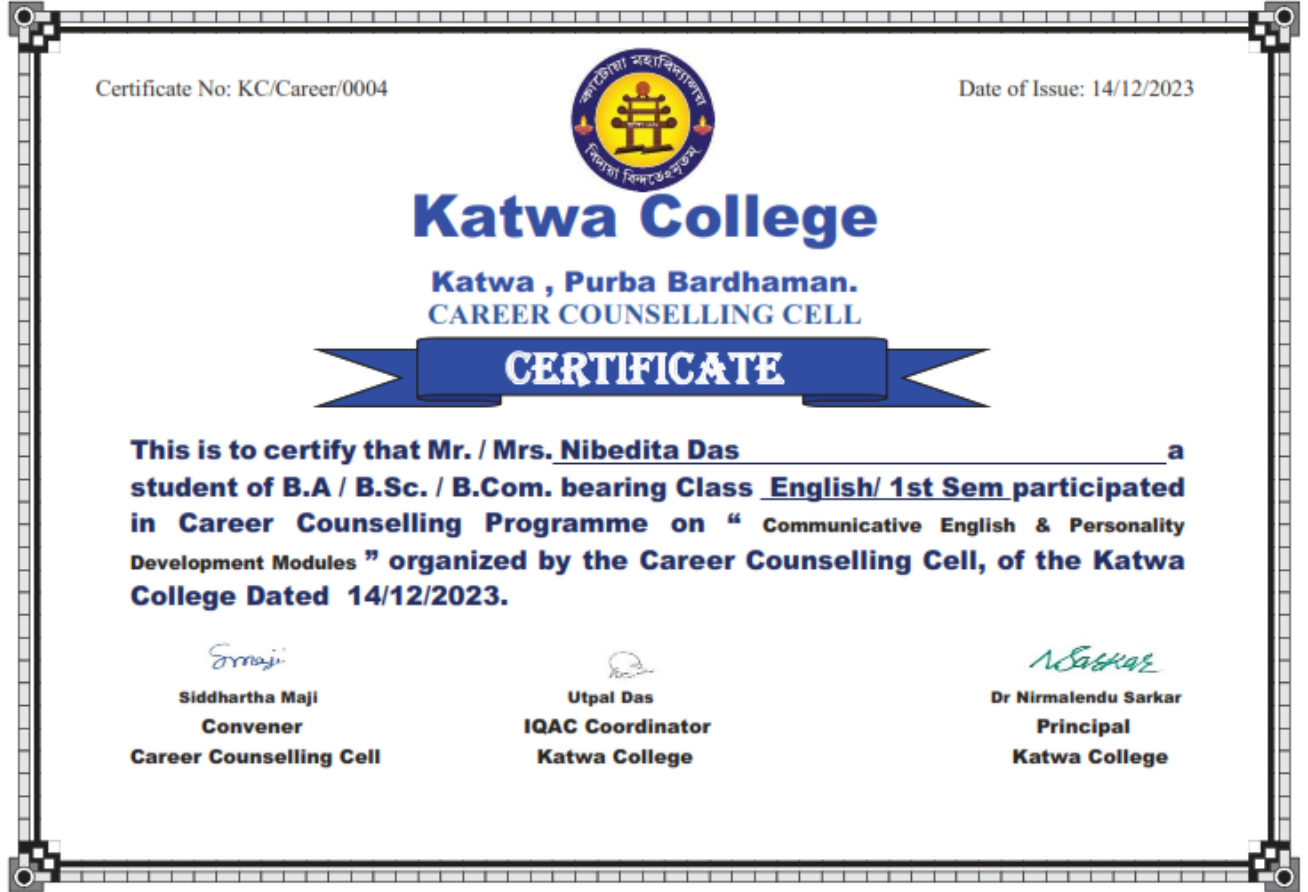 Certificate No: KC/Career/0004
Date of Issue: 14/12/2023
কাটোয়া মহাবিদ্যালয়
Katwa College
Katwa , Purba Bardhaman.
CAREER COUNSELLING CELL
CERTIFICATE
This is to certify that Mr. / Mrs. Nibedita Das a
student of B.A / B.Sc. / B.Com. bearing Class English/ 1st Sem participated
in Career Counselling Programme on “ Communicative English & Personality
Development Modules ” organized by the Career Counselling Cell, of the Katwa
College Dated 14/12/2023.
Smaji
NSarkar
Siddhartha Maji
Utpal Das
Dr Nirmalendu Sarkar
Convener
IQAC Coordinator
Principal
Career Counselling Cell
Katwa College
Katwa College